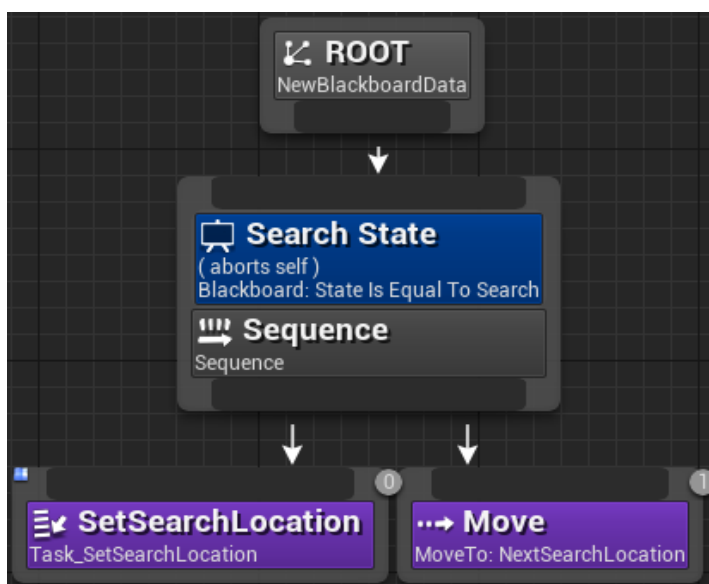 ROOT
NewBlackboardData
Search State
( aborts self )
Blackboard: State Is Equal To Search
Sequence
Sequence
0
SetSearchLocation
Task_SetSearchLocation
1
Move
MoveTo: NextSearchLocation